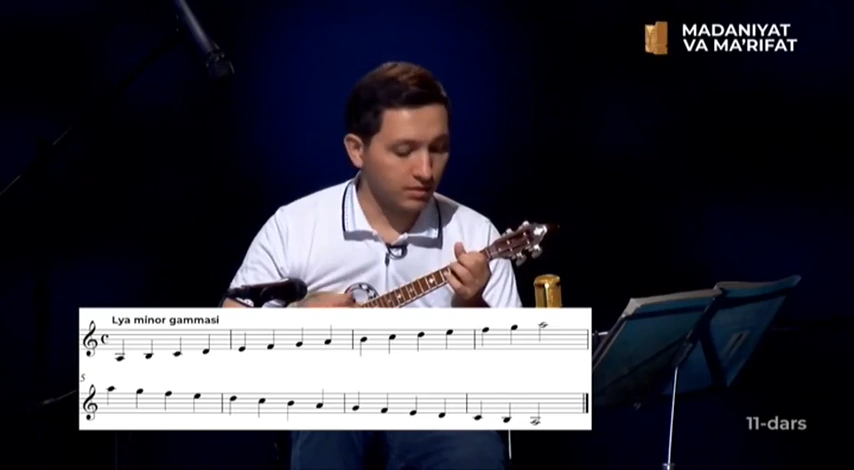 MADANIYAT
VA MA'RIFAT
Lya minor gammasi
5
11-dars